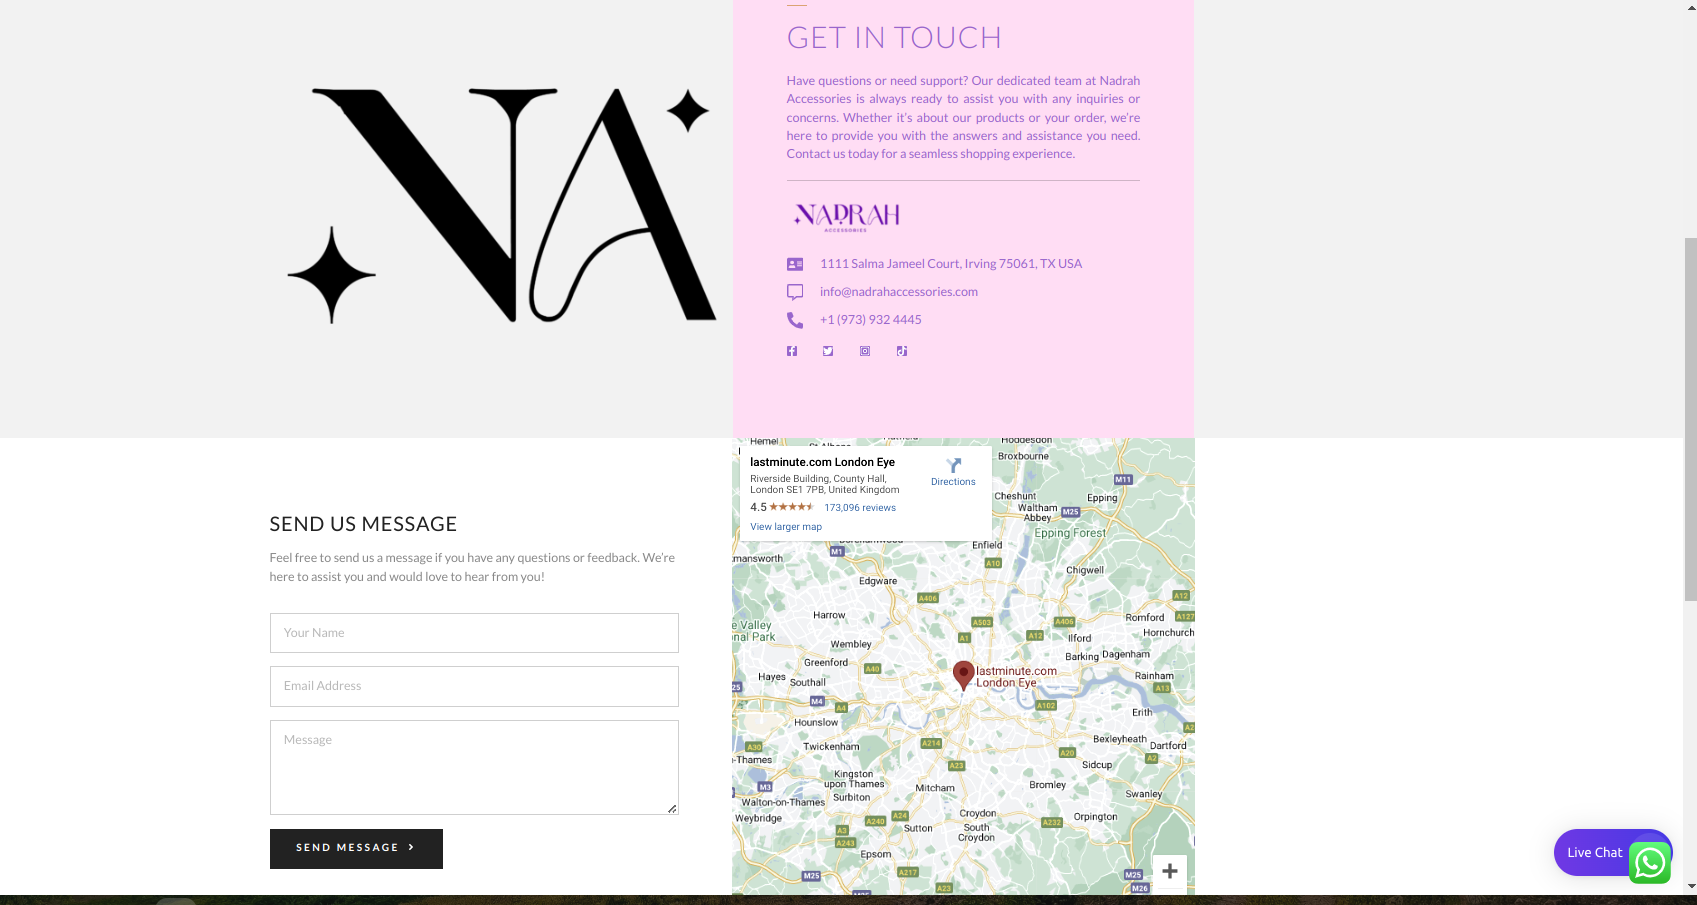 NA
GET IN TOUCH
Have questions or need support? Our dedicated team at Nadrah
Accessories is always ready to assist you with any inquiries or
concerns. Whether it's about our products or your order, we're
here to provide you with the answers and assistance you need.
Contact us today for a seamless shopping experience.
NADRAH
ACCESSORIES
1111 Salma Jameel Court, Irving 75061, TX USA
info@nadrahaccessories.com
+1 (973) 932 4445
SEND US MESSAGE
Feel free to send us a message if you have any questions or feedback. We're
here to assist you and would love to hear from you!
Your Name
Email Address
Message
SEND MESSAGE
lastminute.com London Eye
Riverside Building, County Hall,
London SE1 7PB, United Kingdom
Directions
4.5
173,096 reviews
View larger map
Hemel
Hoddesdon
Broxbourne
M11
Cheshunt
Epping
Waltham
Abbey
M25
Epping Forest
M1
Enfield
A10
Chigwell
Edgware
A406
A12
Harrow
A503
A406
Romford
A127
Hornchurch
Wembley
A1
A12
Ilford
Greenford
A40
Barking
Dagenham
Hayes
Southall
lastminute.com
London Eye
Rainham
A13
M4
A4
A102
Erith
Hounslow
A30
Twickenham
A214
Bexleyheath
Dartford
A20
A2
A23
Sidcup
M3
Kingston
upon Thames
Mitcham
Bromley
Swanley
Walton-on-Thames
Surbiton
Weybridge
A240
A24
Croydon
Orpington
A3
Sutton
South
Croydon
A232
A243
Epsom
M25
A23
M25
M26
Live Chat